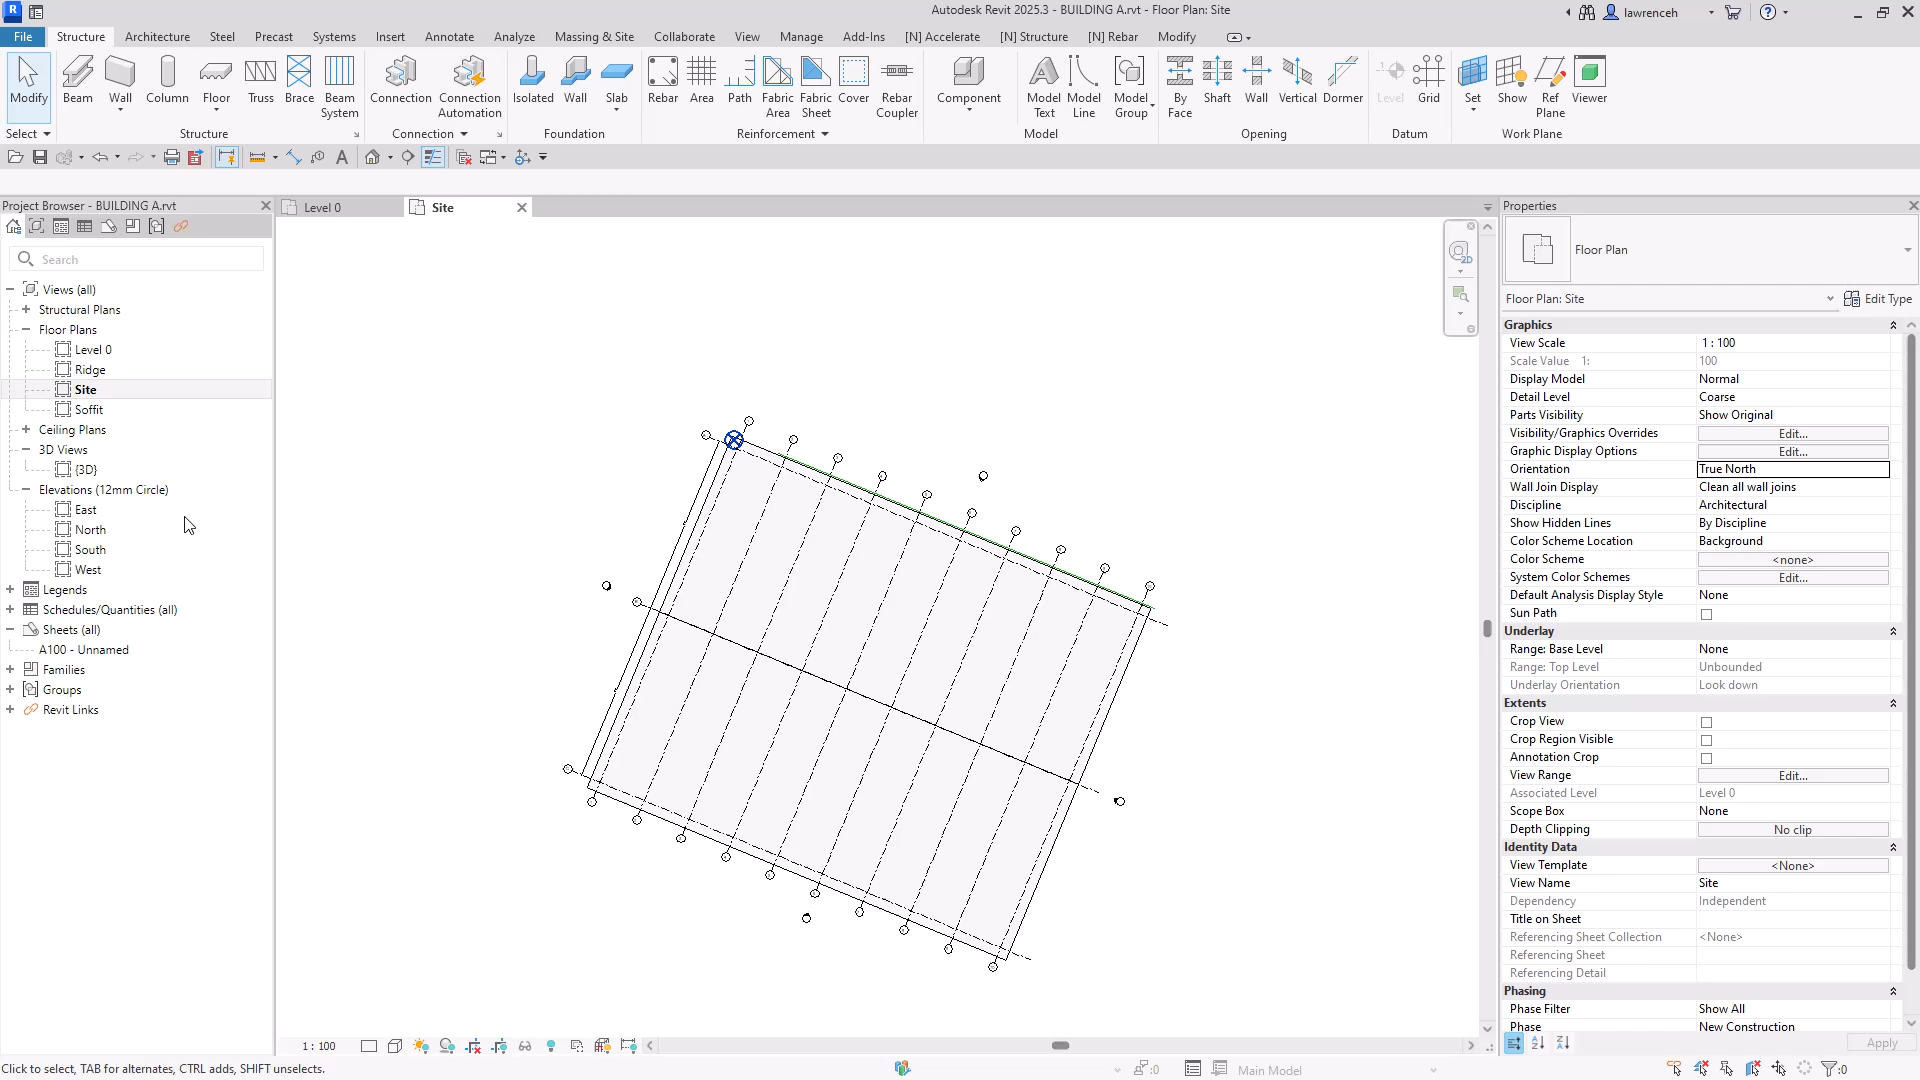 Autodesk Revit 2025.3 - BUILDING A.rvt - Floor Plan: Site
lawrenceh
File Structure Architecture Steel Precast Systems Insert Annotate Analyze Massing & Site Collaborate View Manage Add-Ins [N] Accelerate [N] Structure [N] Rebar Modify
Modify Beam Wall Column Floor Truss Brace Beam System Connection Connection Automation Isolated Wall Slab Rebar Area Path Fabric Area Fabric Sheet Cover Rebar Coupler Component Model Text Model Line Model Group By Face Shaft Wall Vertical Dormer Level Grid Set Show Ref Plane Viewer
Select Structure Connection Foundation Reinforcement Model Opening Datum Work Plane
Project Browser - BUILDING A.rvt
Level 0
Site
Properties
Search
Views (all)
Structural Plans
Floor Plans
Level 0
Ridge
Site
Soffit
Ceiling Plans
3D Views
{3D}
Elevations (12mm Circle)
East
North
South
West
Legends
Schedules/Quantities (all)
Sheets (all)
A100 - Unnamed
Families
Groups
Revit Links
2D
Floor Plan
Floor Plan: Site
Edit Type
Graphics
View Scale 1 : 100
Scale Value 1: 100
Display Model Normal
Detail Level Coarse
Parts Visibility Show Original
Visibility/Graphics Overrides Edit...
Graphic Display Options Edit...
Orientation True North
Wall Join Display Clean all wall joins
Discipline Architectural
Show Hidden Lines By Discipline
Color Scheme Location Background
Color Scheme <none>
System Color Schemes Edit...
Default Analysis Display Style None
Sun Path
Underlay
Range: Base Level None
Range: Top Level Unbounded
Underlay Orientation Look down
Extents
Crop View
Crop Region Visible
Annotation Crop
View Range Edit...
Associated Level Level 0
Scope Box None
Depth Clipping No clip
Identity Data
View Template <None>
View Name Site
Dependency Independent
Title on Sheet
Referencing Sheet Collection <None>
Referencing Sheet
Referencing Detail
Phasing
Phase Filter Show All
Phase New Construction
Apply
1 : 100
Click to select, TAB for alternates, CTRL adds, SHIFT unselects.
:0
Main Model
:0